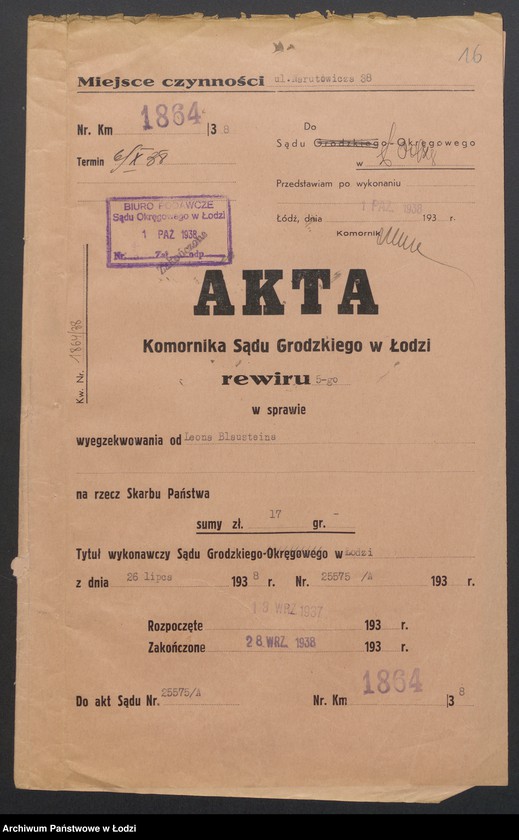 16
Miejsce czynności ul. Narutowicza 38
Nr. Km 1864 | 3 8
Do
Sądu Grodzkiego-Okręgowego
w
Termin 6/X 38
Przedstawiam po wykonaniu
1 PAŹ 1938
Łódź, dnia 193 r.
Komornik
BIURO PODAWCZE
Sądu Okręgowego w Łodzi
1 PAŹ 1938
Nr. Zał. odp.
Zakończone
AKTA
Komornika Sądu Grodzkiego w Łodzi
rewiru 5-go
Kw. Nr. 1864/38
w sprawie
wyegzekwowania od Leona Blausteina
na rzecz Skarbu Państwa
sumy zł. 17 gr. -
Tytuł wykonawczy Sądu Grodzkiego-Okręgowego w Łodzi
z dnia 26 lipca 193 8 r. Nr. 25575 /A 193 r.
Rozpoczęte 13 WRZ 1937 193 r.
Zakończone 28 WRZ. 1938 193 r.
Do akt Sądu Nr. 25575/A Nr. Km 1864 | 3 8
Archiwum Państwowe w Łodzi